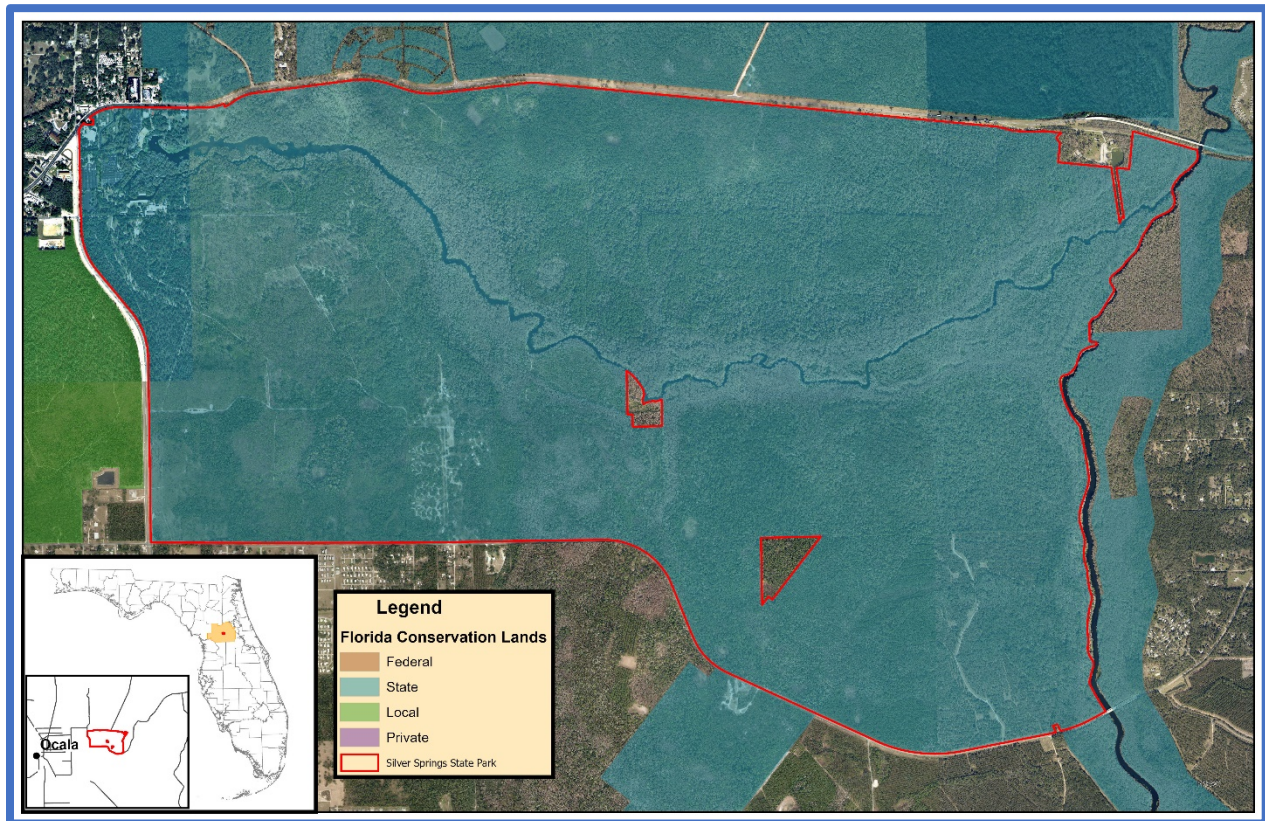 Legend
Florida Conservation Lands
Federal
State
Local
Private
Silver Springs State Park
Ocala